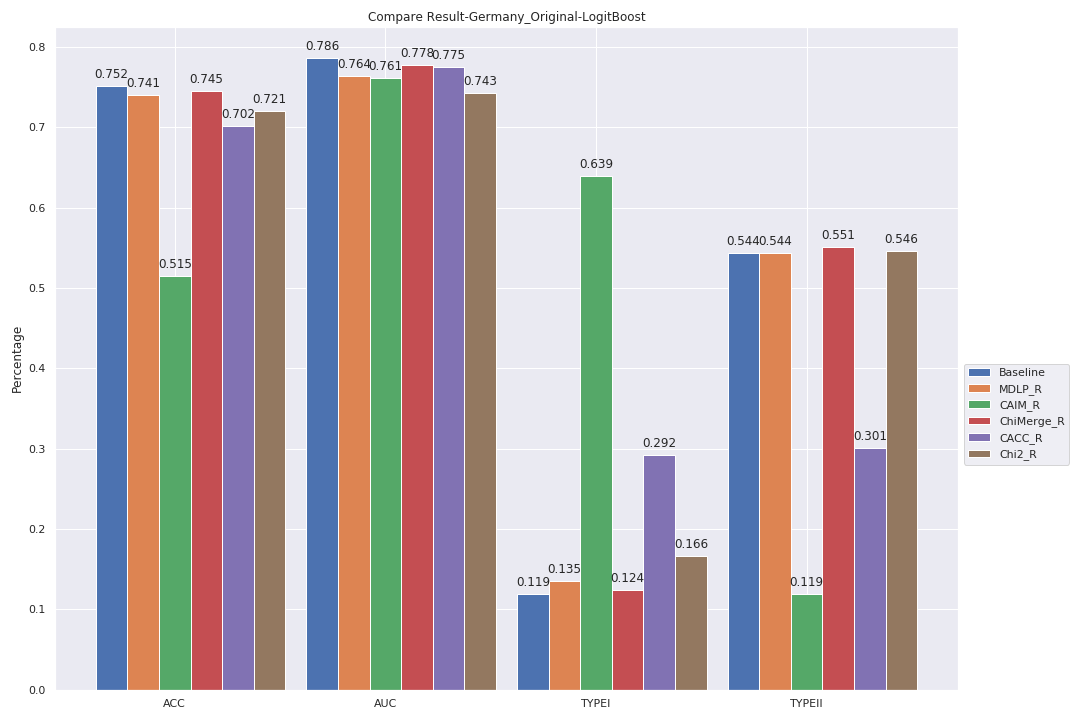 Compare Result-Germany_Original-LogitBoost
0.8
0.7
0.6
0.5
0.4
0.3
0.2
0.1
0.0
Percentage
0.752
0.741
0.515
0.745
0.702
0.721
0.786
0.764
0.761
0.778
0.775
0.743
0.119
0.135
0.639
0.124
0.292
0.166
0.544
0.544
0.119
0.551
0.301
0.546
ACC
AUC
TYPEI
TYPEII
Baseline
MDLP_R
CAIM_R
ChiMerge_R
CACC_R
Chi2_R